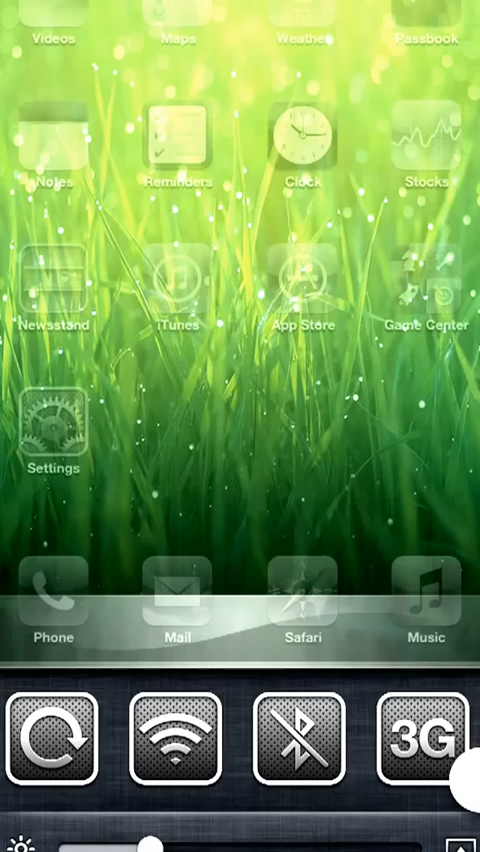 Videos Maps Weather Passbook
Notes Reminders Clock Stocks
Newsstand iTunes App Store Game Center
Settings
Phone Mail Safari Music
3G